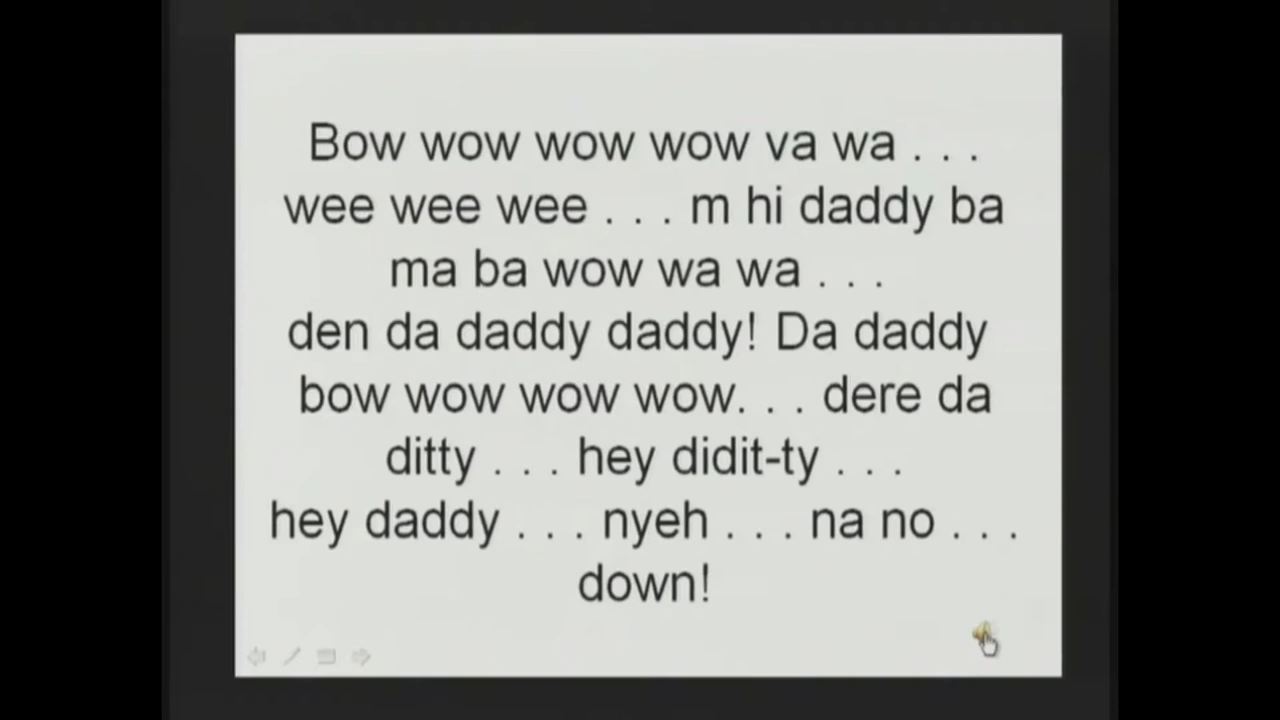 Bow wow wow wow va wa . . .
wee wee wee . . . m hi daddy ba
ma ba wow wa wa . . .
den da daddy daddy! Da daddy
bow wow wow wow. . . dere da
ditty . . . hey didit-ty . . .
hey daddy . . . nyeh . . . na no . . .
down!